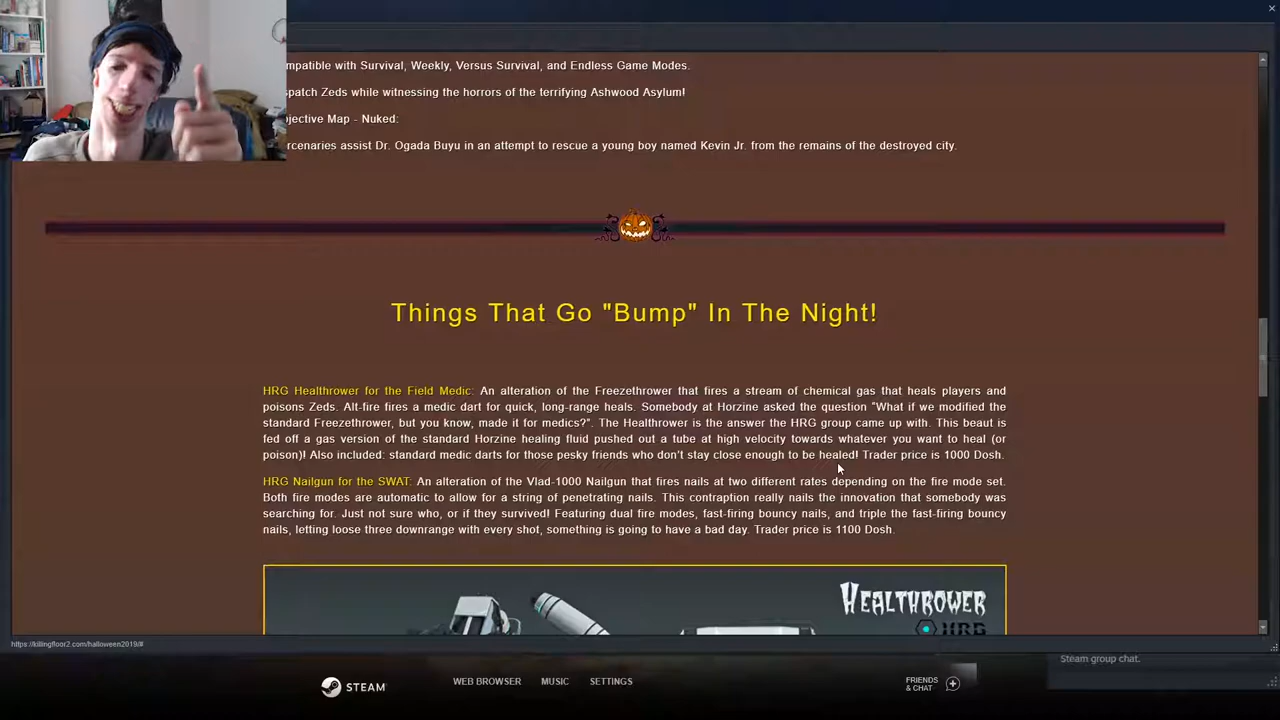 mpatible with Survival, Weekly, Versus Survival, and Endless Game Modes.
spatch Zeds while witnessing the horrors of the terrifying Ashwood Asylum!
jective Map - Nuked:
rcenaries assist Dr. Ogada Buyu in an attempt to rescue a young boy named Kevin Jr. from the remains of the destroyed city.
Things That Go "Bump" In The Night!
HRG Healthrower for the Field Medic: An alteration of the Freezethrower that fires a stream of chemical gas that heals players and
poisons Zeds. Alt-fire fires a medic dart for quick, long-range heals. Somebody at Horzine asked the question "What if we modified the
standard Freezethrower, but you know, made it for medics?". The Healthrower is the answer the HRG group came up with. This beaut is
fed off a gas version of the standard Horzine healing fluid pushed out a tube at high velocity towards whatever you want to heal (or
poison)! Also included: standard medic darts for those pesky friends who don't stay close enough to be healed! Trader price is 1000 Dosh.
HRG Nailgun for the SWAT: An alteration of the Vlad-1000 Nailgun that fires nails at two different rates depending on the fire mode set.
Both fire modes are automatic to allow for a string of penetrating nails. This contraption really nails the innovation that somebody was
searching for. Just not sure who, or if they survived! Featuring dual fire modes, fast-firing bouncy nails, and triple the fast-firing bouncy
nails, letting loose three downrange with every shot, something is going to have a bad day. Trader price is 1100 Dosh.
HEALTHROWER
HRG
https://killingfloor2.com/halloween2019/#
Steam group chat.
STEAM
WEB BROWSER MUSIC SETTINGS
FRIENDS
& CHAT